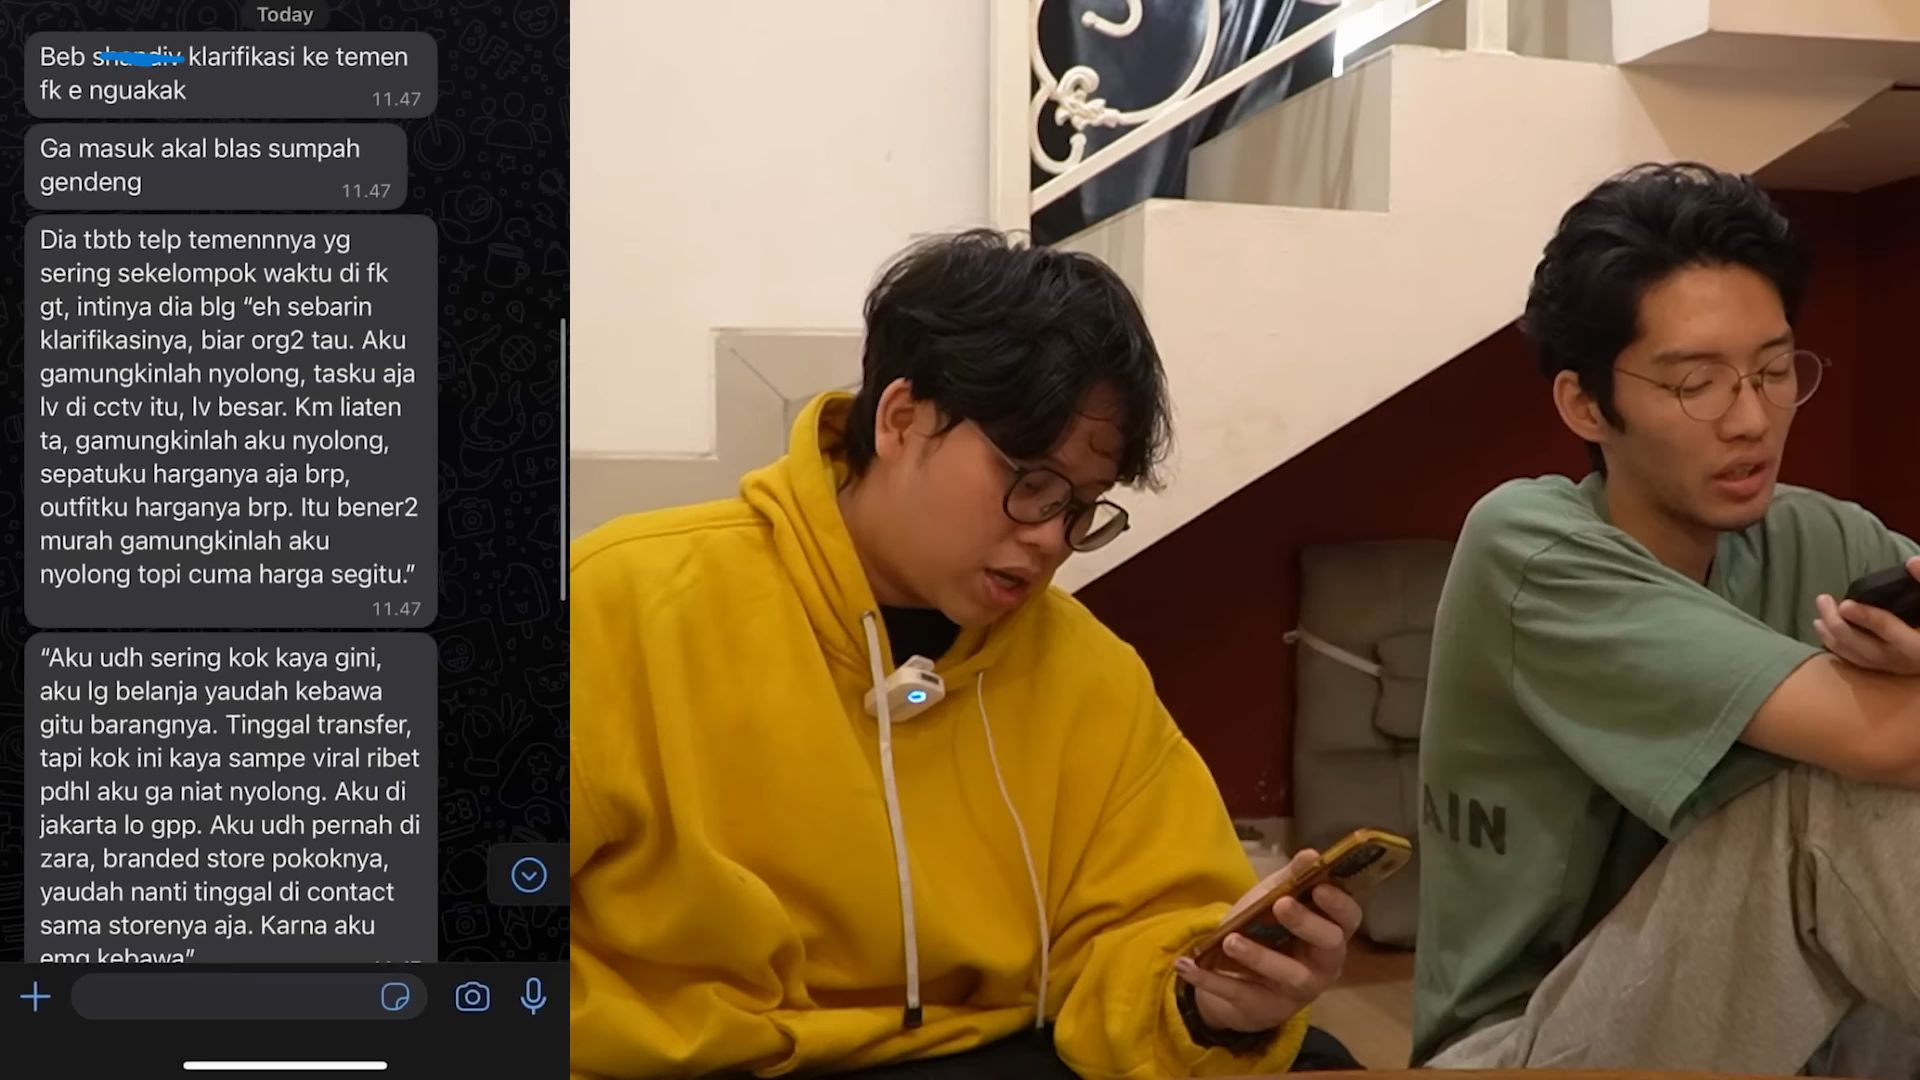 Today
Beb klarifikasi ke temen
fk e nguakak
11.47
Ga masuk akal blas sumpah
gendeng
11.47
Dia tbtb telp temennnya yg
sering sekelompok waktu di fk
gt, intinya dia blg “eh sebarin
klarifikasinya, biar org2 tau. Aku
gamungkinlah nyolong, tasku aja
lv di cctv itu, lv besar. Km liaten
ta, gamungkinlah aku nyolong,
sepatuku harganya aja brp,
outfitku harganya brp. Itu bener2
murah gamungkinlah aku
nyolong topi cuma harga segitu.”
11.47
“Aku udh sering kok kaya gini,
aku lg belanja yaudah kebawa
gitu barangnya. Tinggal transfer,
tapi kok ini kaya sampe viral ribet
pdhl aku ga niat nyolong. Aku di
jakarta lo gpp. Aku udh pernah di
zara, branded store pokoknya,
yaudah nanti tinggal di contact
sama storenya aja. Karna aku
emg kebawa”
AIN